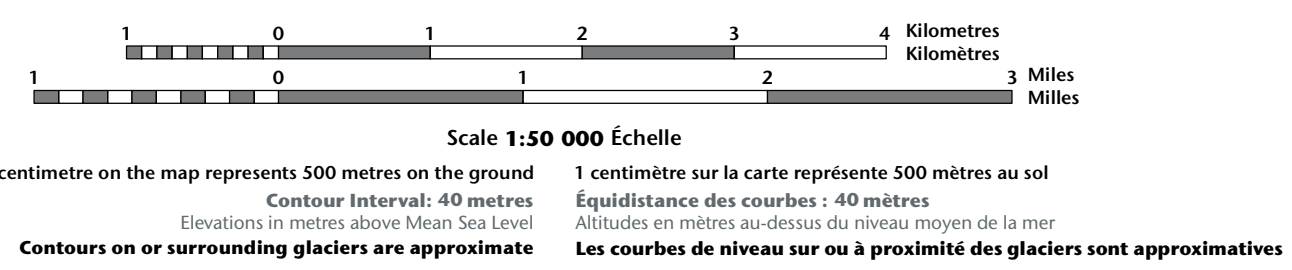 1 0 1 2 3 4 Kilometres
Kilomètres
1 0 1 2 3 Miles
Milles
Scale 1:50 000 Échelle
centimetre on the map represents 500 metres on the ground
1 centimètre sur la carte représente 500 mètres au sol
Contour Interval: 40 metres
Équidistance des courbes : 40 mètres
Elevations in metres above Mean Sea Level
Altitudes en mètres au-dessus du niveau moyen de la mer
Contours on or surrounding glaciers are approximate
Les courbes de niveau sur ou à proximité des glaciers sont approximatives